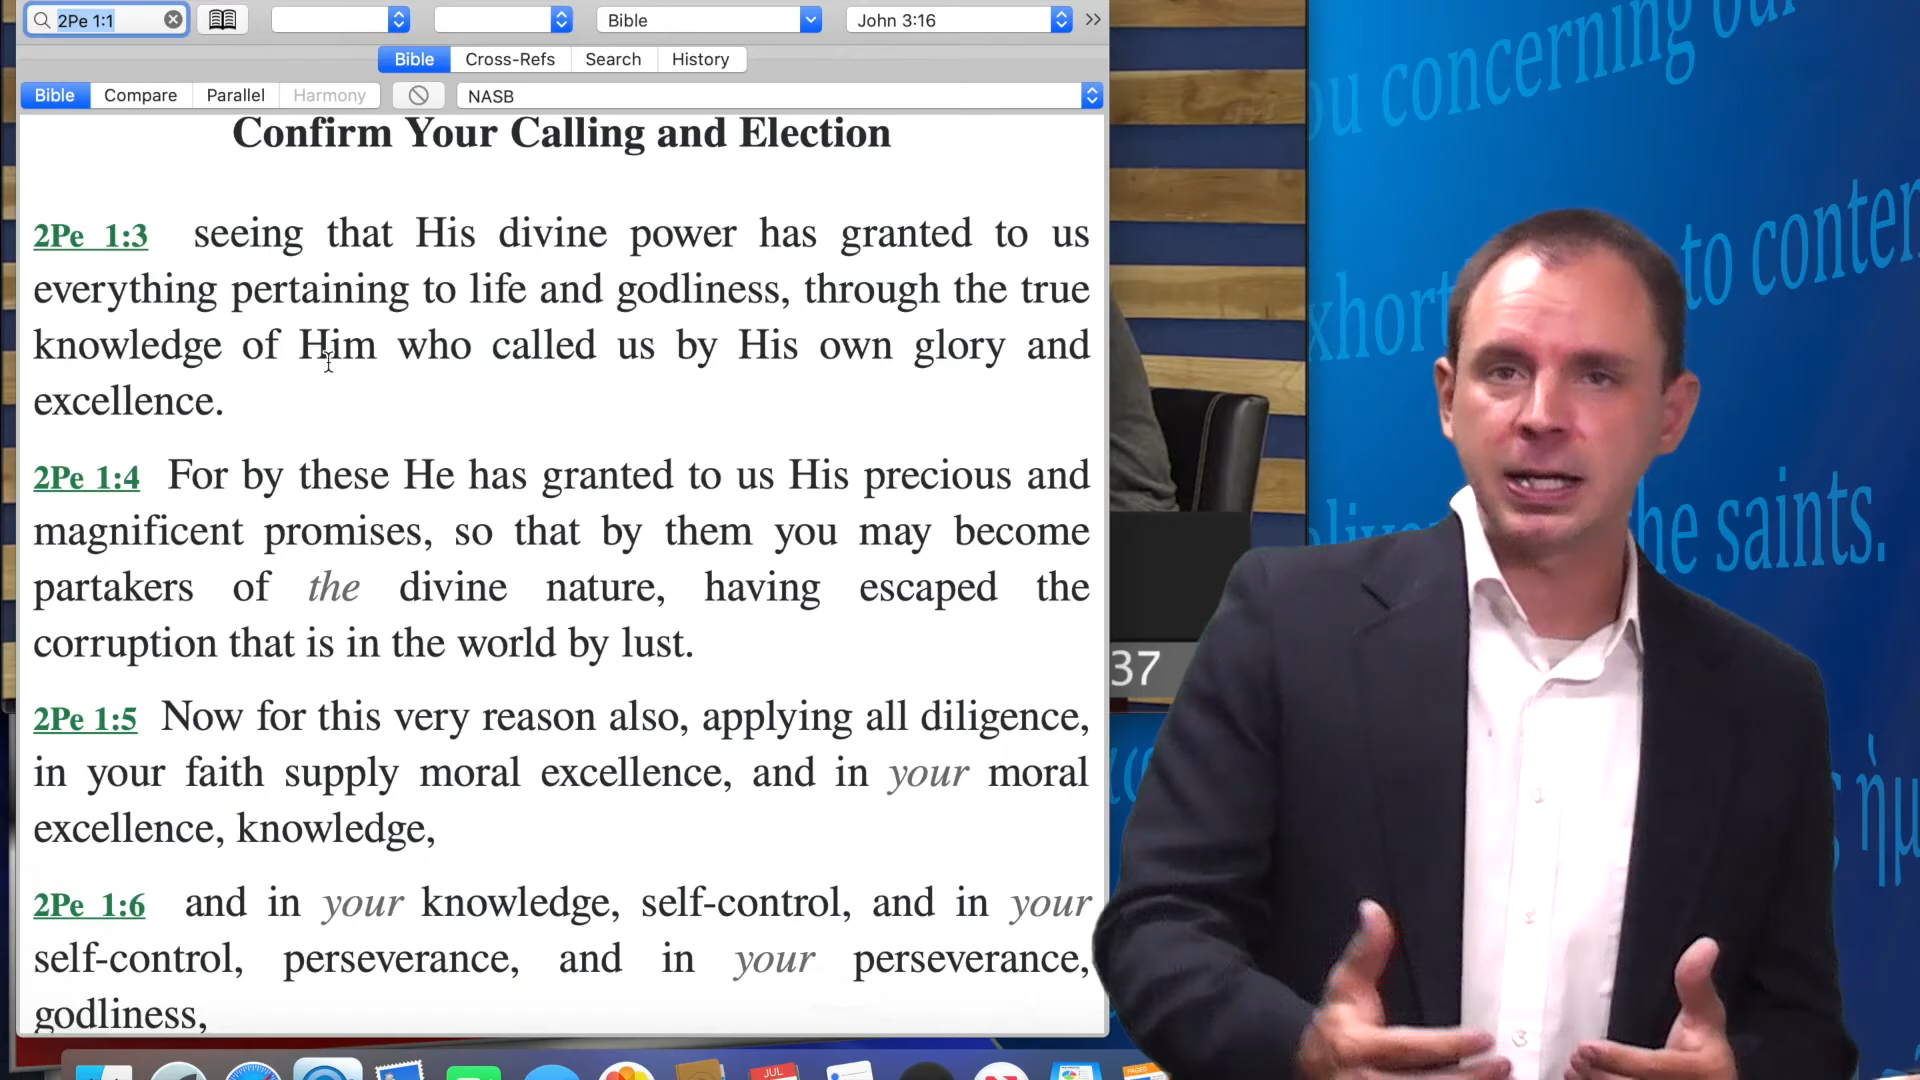 2Pe 1:1
Bible
John 3:16
Bible Cross-Refs Search History
Bible Compare Parallel Harmony
NASB
Confirm Your Calling and Election
2Pe 1:3 seeing that His divine power has granted to us
everything pertaining to life and godliness, through the true
knowledge of Him who called us by His own glory and
excellence.
2Pe 1:4 For by these He has granted to us His precious and
magnificent promises, so that by them you may become
partakers of the divine nature, having escaped the
corruption that is in the world by lust.
2Pe 1:5 Now for this very reason also, applying all diligence,
in your faith supply moral excellence, and in your moral
excellence, knowledge,
2Pe 1:6 and in your knowledge, self-control, and in your
self-control, perseverance, and in your perseverance,
godliness,
concerning
to
the saints.
37
JUL
PAGES